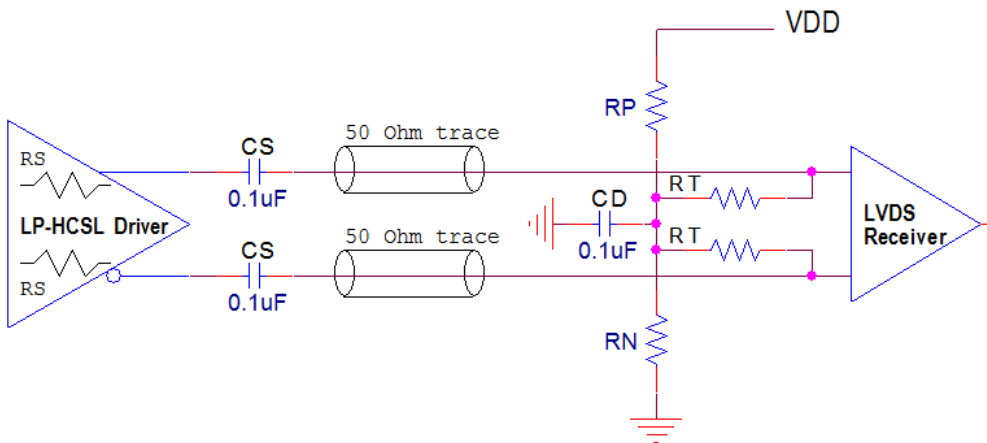 VDD
RP
50 Ohm trace
CS
RS
0.1uF
RT
CD
LP-HCSL Driver
LVDS
Receiver
50 Ohm trace
RT
0.1uF
CS
RS
0.1uF
RN